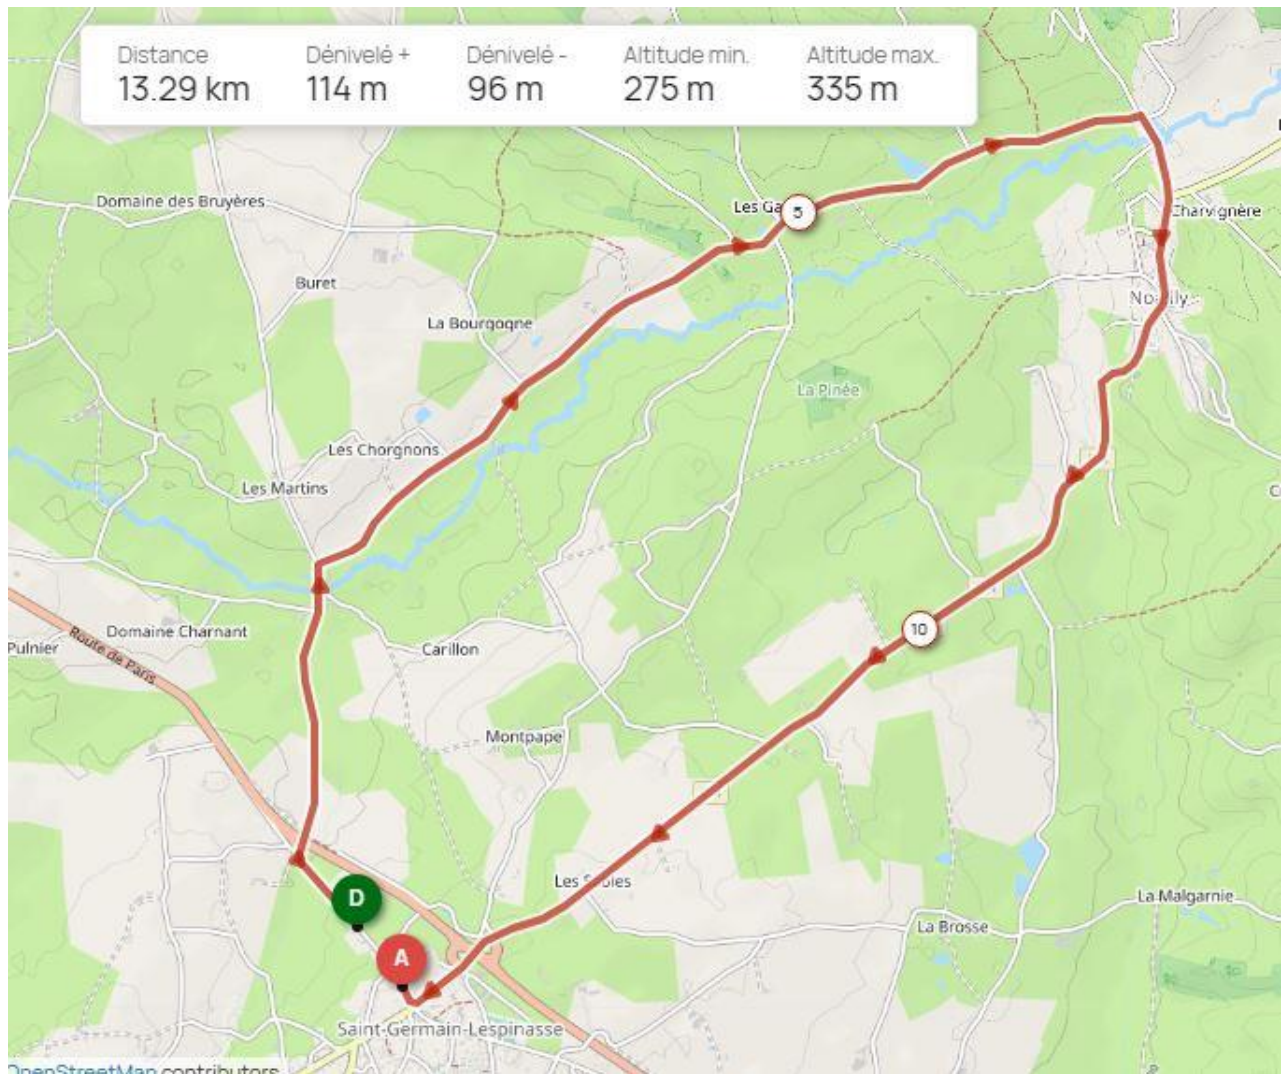 Distance
13.29 km
Dénivelé +
114 m
Dénivelé -
96 m
Altitude min.
275 m
Altitude max.
335 m
Domaine des Bruyères
Les
5
Charvignère
Buret
La Bourgogne
La Pinée
Les Chorgnons
Les Martins
Domaine Charnant
Pulnier
Route de Paris
Carillon
10
Montpape
D
Les
La Malgarnie
La Brosse
A
Saint-Germain-Lespinasse
OpenStreetMap contributors